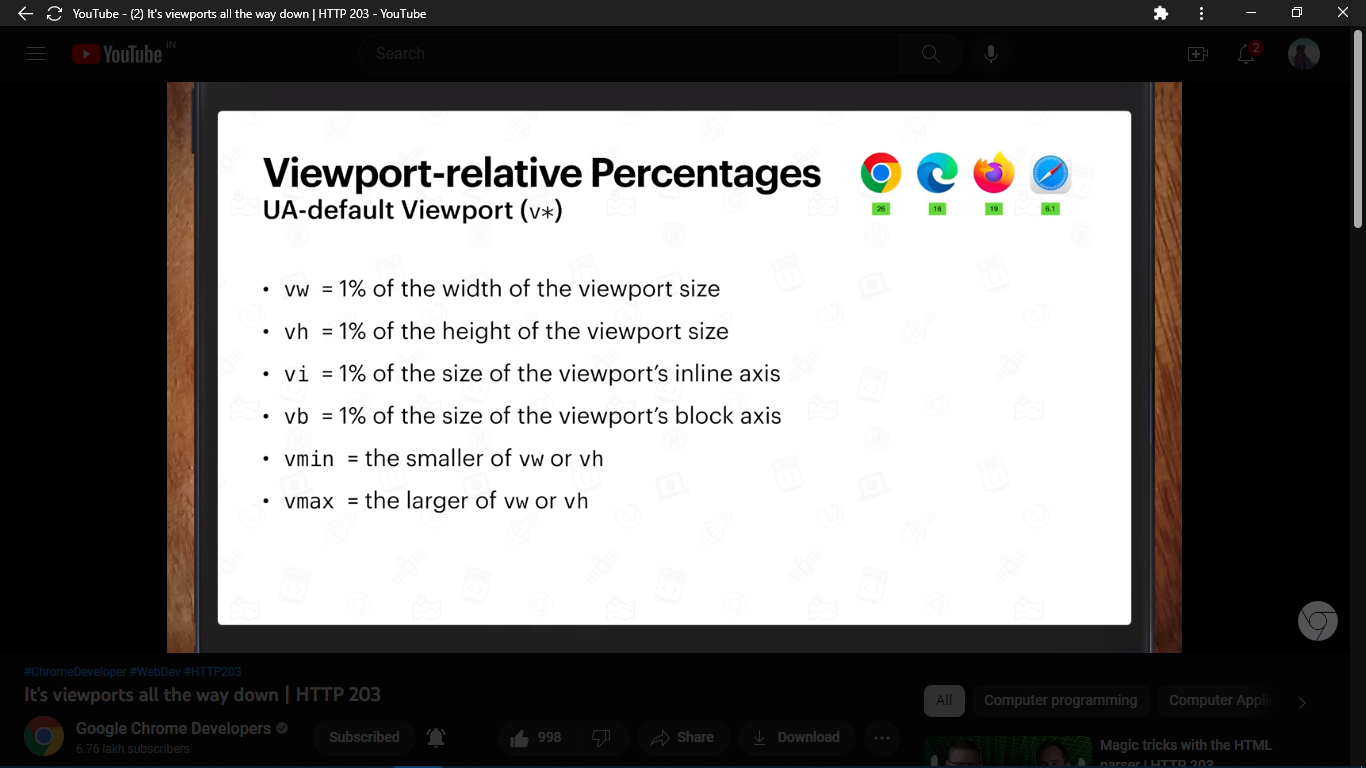 YouTube - (2) It's viewports all the way down | HTTP 203 - YouTube
YouTube IN
Search
2
Viewport-relative Percentages
UA-default Viewport (v*)
26 16 19 6.1
• vw = 1% of the width of the viewport size
• vh = 1% of the height of the viewport size
• vi = 1% of the size of the viewport’s inline axis
• vb = 1% of the size of the viewport’s block axis
• vmin = the smaller of vw or vh
• vmax = the larger of vw or vh
#ChromeDeveloper #WebDev #HTTP203
It's viewports all the way down | HTTP 203
Google Chrome Developers
6.76 lakh subscribers
Subscribed
998
Share
Download
All
Computer programming
Computer Appli
Magic tricks with the HTML
parser | HTTP 203